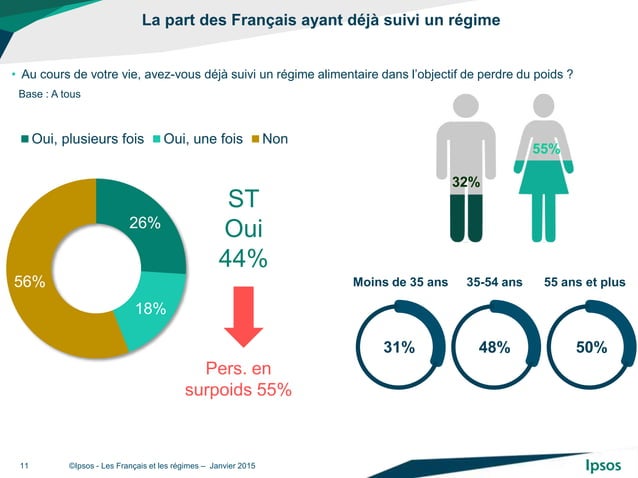 La part des Français ayant déjà suivi un régime
• Au cours de votre vie, avez-vous déjà suivi un régime alimentaire dans l’objectif de perdre du poids ?
Base : A tous
Oui, plusieurs fois Oui, une fois Non
26%
18%
56%
ST
Oui
44%
Pers. en
surpoids 55%
32%
55%
Moins de 35 ans 35-54 ans 55 ans et plus
31% 48% 50%
11 ©Ipsos - Les Français et les régimes – Janvier 2015
Ipsos